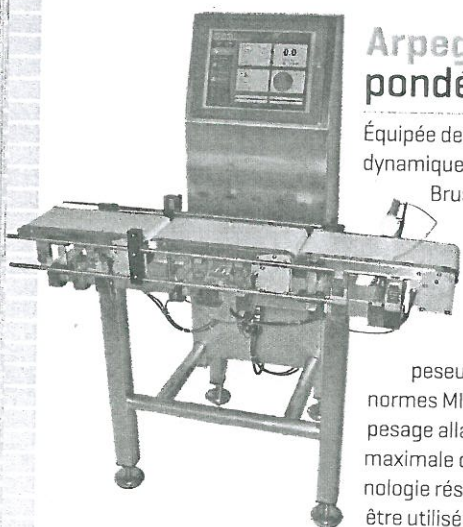 Arpeg
pondé
Équipée de
dynamique
Bru
peseu
normes MI
pesage alla
maximale d
nologie rés
être utilisé
0.0